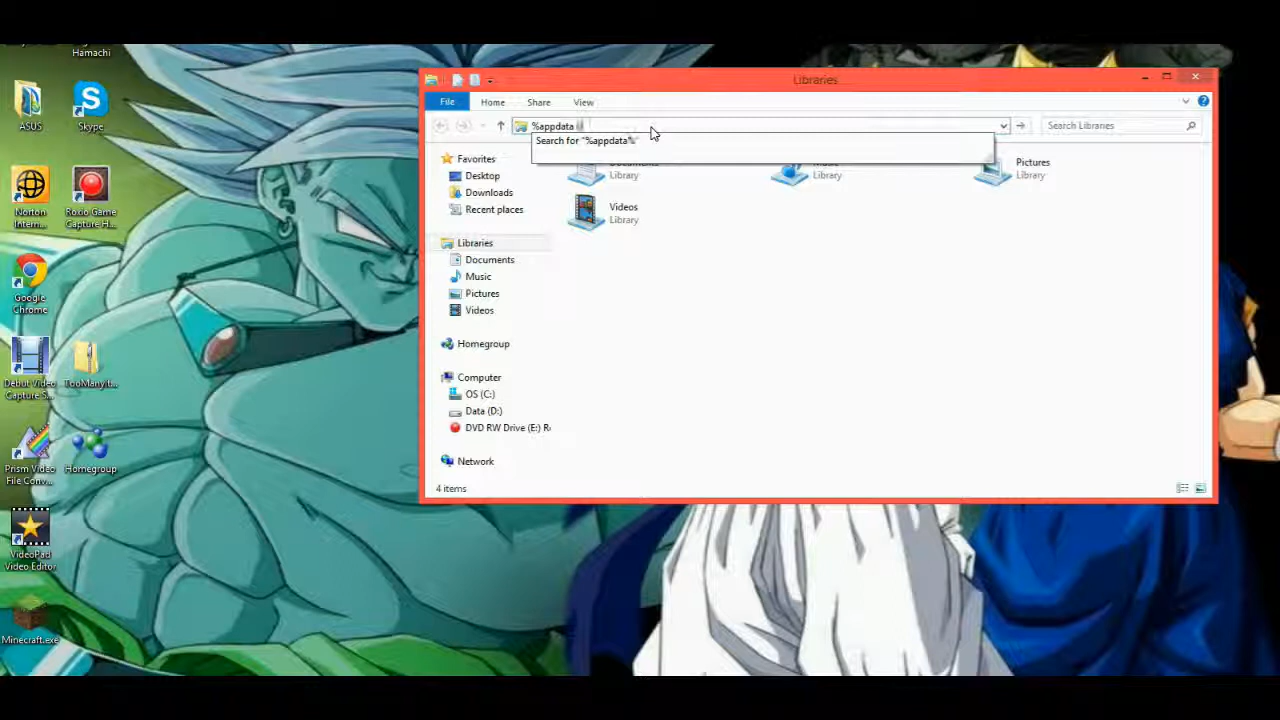 Hamachi
ASUS
Skype
Norton Intern...
Roxio Game Capture H...
Google Chrome
Debut Video Capture S...
TooMany.t...
Prism Video File Conv...
Homegroup
VideoPad Video Editor
Minecraft.exe
Libraries
File Home Share View
%appdata
Search Libraries
Search for "%appdata%"
Favorites
Desktop
Downloads
Recent places
Libraries
Documents
Music
Pictures
Videos
Homegroup
Computer
OS (C:)
Data (D:)
DVD RW Drive (E:) R
Network
Documents
Library
Music
Library
Pictures
Library
Videos
Library
4 items